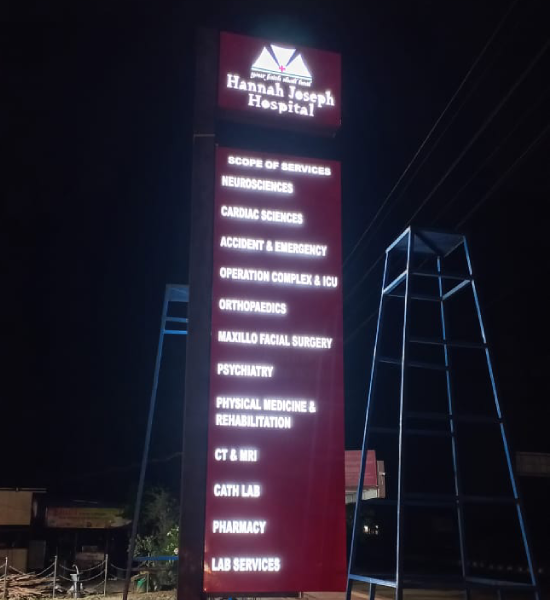 your faith shall heal
Hannah Joseph
Hospital
SCOPE OF SERVICES
NEUROSCIENCES
CARDIAC SCIENCES
ACCIDENT & EMERGENCY
OPERATION COMPLEX & ICU
ORTHOPAEDICS
MAXILLO FACIAL SURGERY
PSYCHIATRY
PHYSICAL MEDICINE &
REHABILITATION
CT & MRI
CATH LAB
PHARMACY
LAB SERVICES